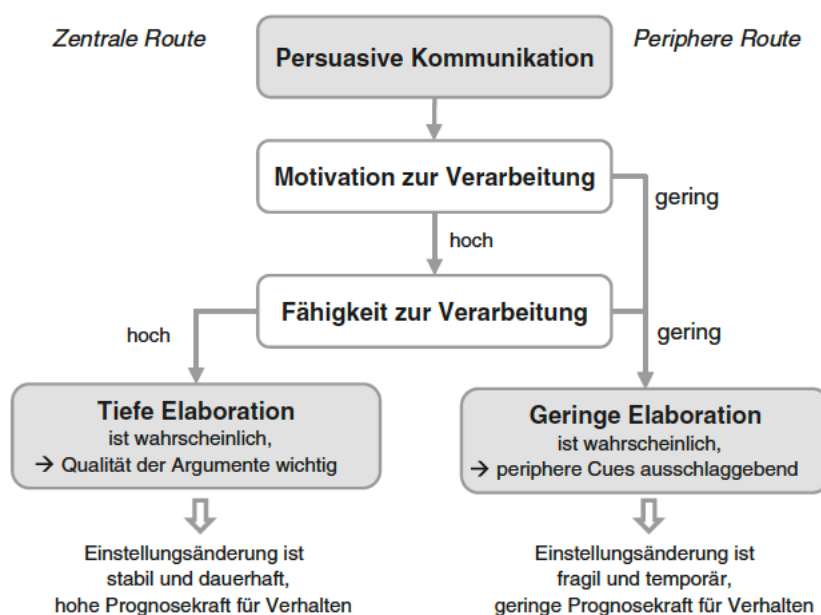 Zentrale Route
Persuasive Kommunikation
Periphere Route
Motivation zur Verarbeitung
gering
hoch
Fähigkeit zur Verarbeitung
hoch
gering
Tiefe Elaboration
ist wahrscheinlich,
→ Qualität der Argumente wichtig
Geringe Elaboration
ist wahrscheinlich,
→ periphere Cues ausschlaggebend
Einstellungsänderung ist
stabil und dauerhaft,
hohe Prognosekraft für Verhalten
Einstellungsänderung ist
fragil und temporär,
geringe Prognosekraft für Verhalten